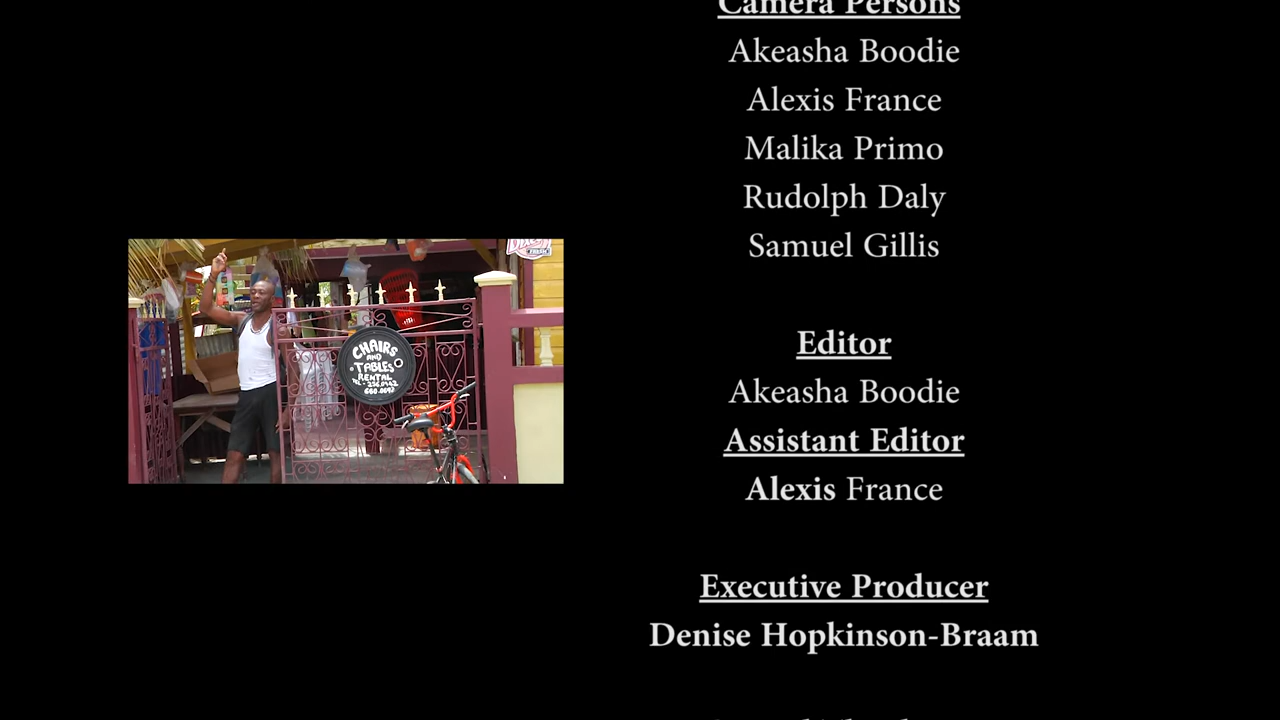 Camera Persons
Akeasha Boodie
Alexis France
Malika Primo
Rudolph Daly
Samuel Gillis
Editor
Akeasha Boodie
Assistant Editor
Alexis France
Executive Producer
Denise Hopkinson-Braam
CHAIRS
AND
TABLES
RENTAL